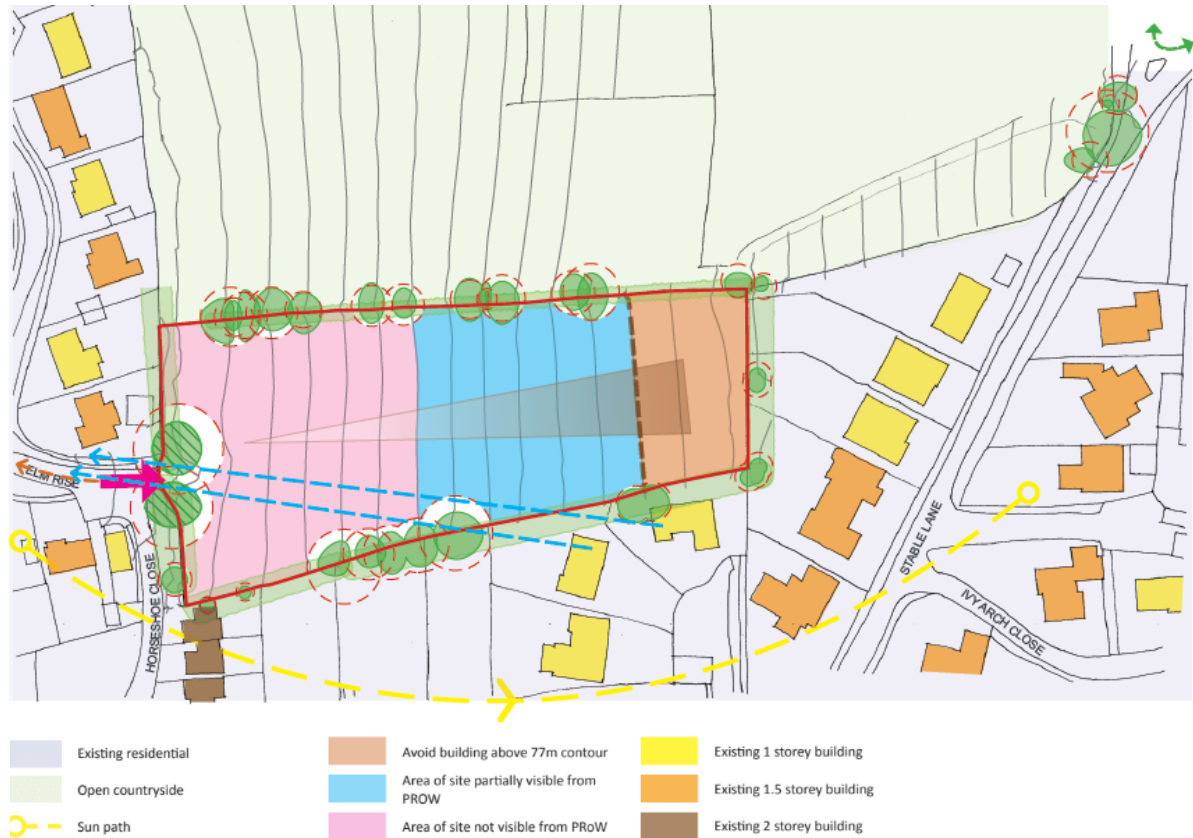 ELM RISE
HORSESHOE CLOSE
STABLE LANE
IVY ARCH CLOSE
Existing residential
Open countryside
Sun path
Avoid building above 77m contour
Area of site partially visible from
PROW
Area of site not visible from PRoW
Existing 1 storey building
Existing 1.5 storey building
Existing 2 storey building